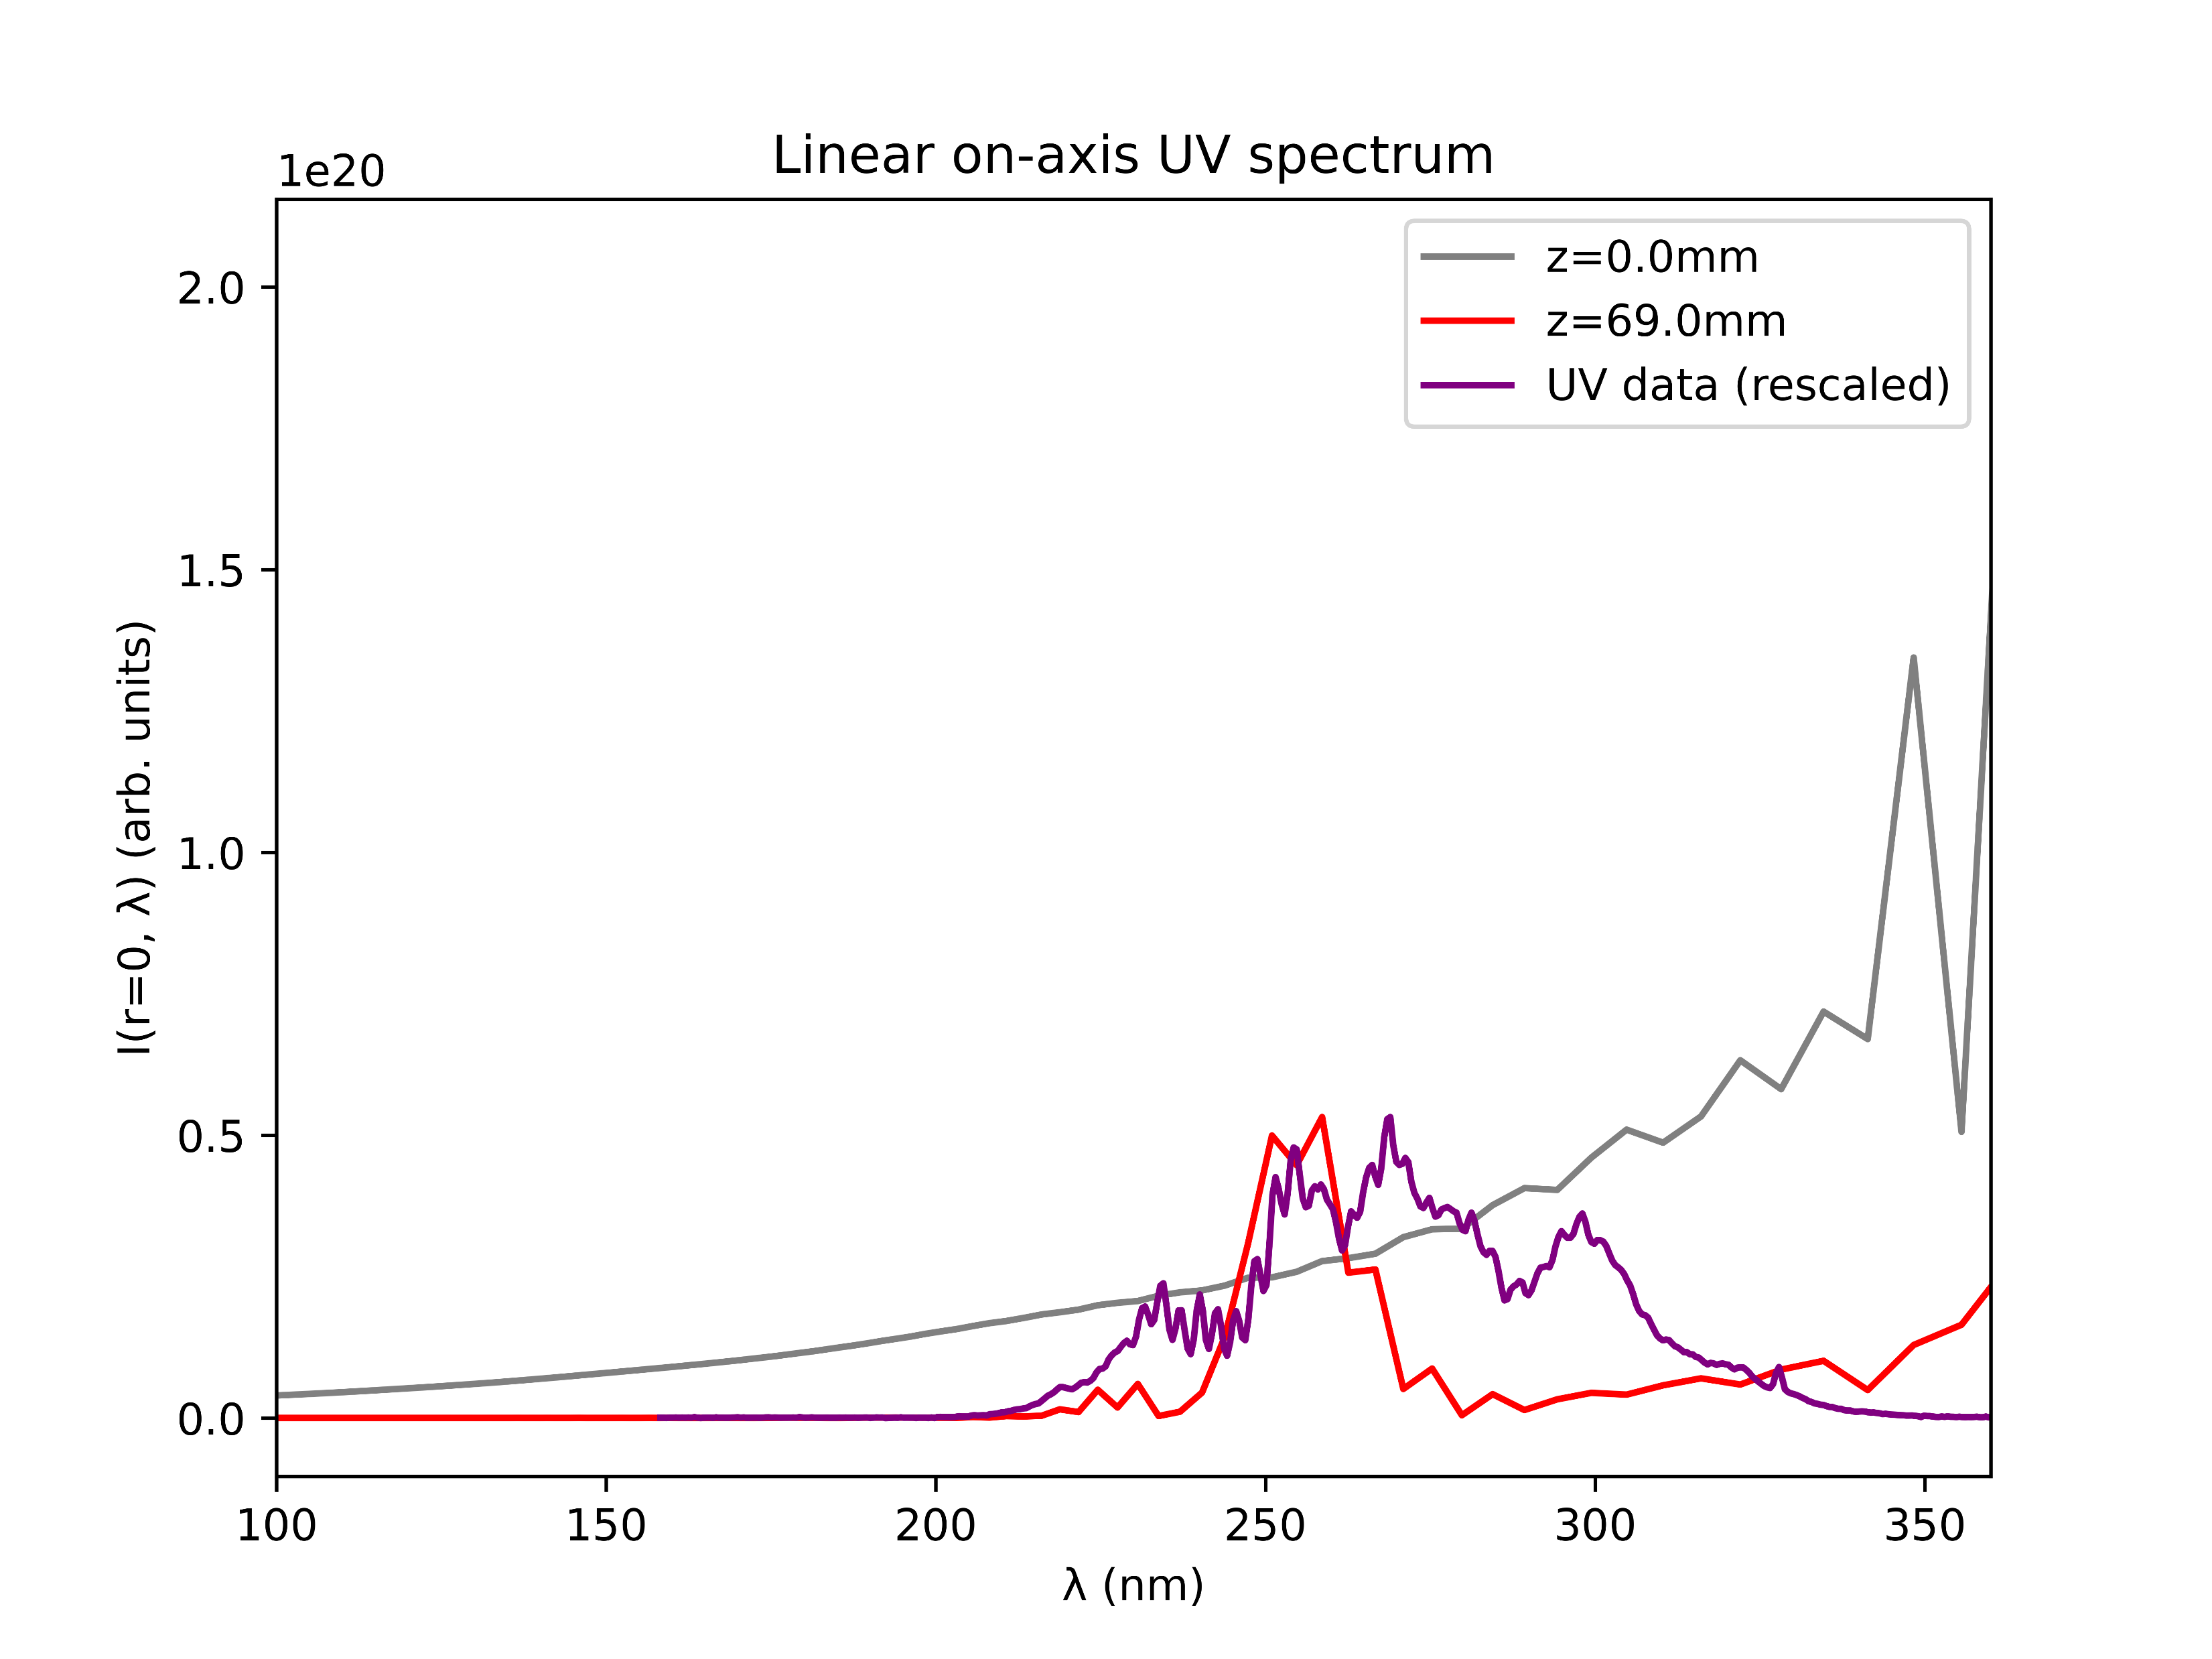 Linear on-axis UV spectrum
1e20
z=0.0mm
z=69.0mm
UV data (rescaled)
I(r=0, λ) (arb. units)
2.0
1.5
1.0
0.5
0.0
100 150 200 250 300 350
λ (nm)